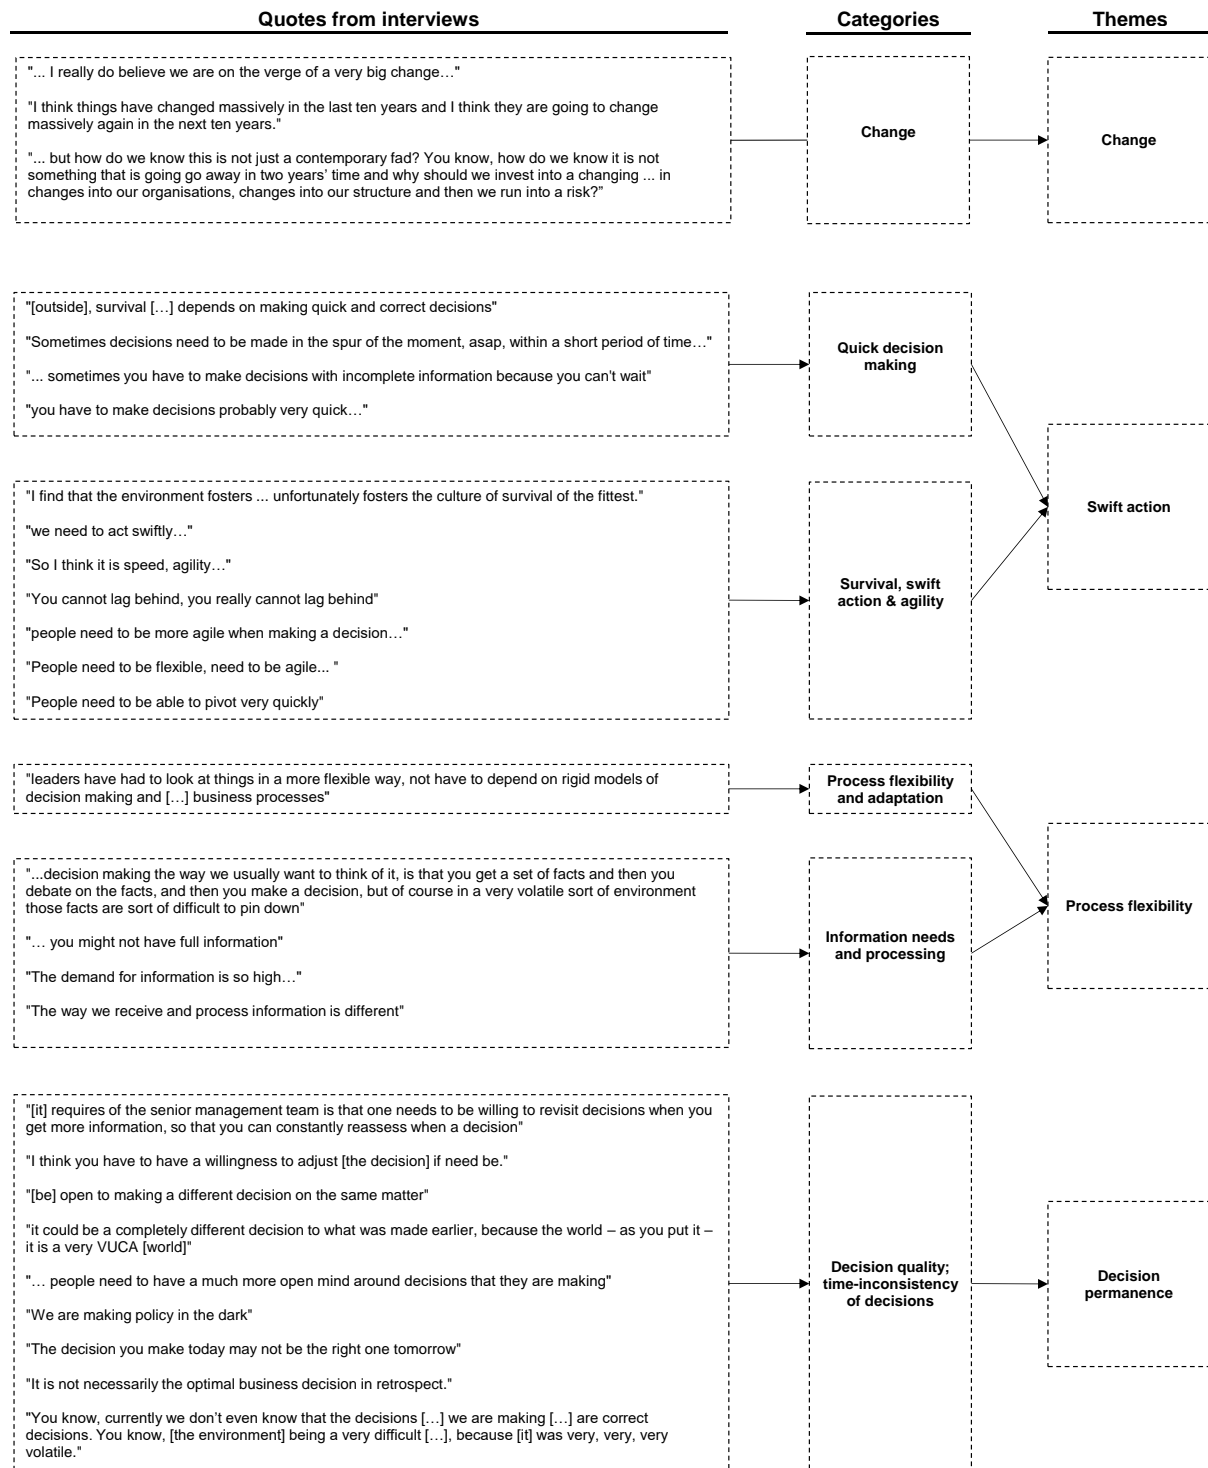 Quotes from interviews
Categories
Themes
"... I really do believe we are on the verge of a very big change…"
"I think things have changed massively in the last ten years and I think they are going to change
massively again in the next ten years."
"... but how do we know this is not just a contemporary fad? You know, how do we know it is not
something that is going go away in two years' time and why should we invest into a changing ... in
changes into our organisations, changes into our structure and then we run into a risk?"
Change
Change
"[outside], survival […] depends on making quick and correct decisions"
"Sometimes decisions need to be made in the spur of the moment, asap, within a short period of time…"
"... sometimes you have to make decisions with incomplete information because you can't wait"
"you have to make decisions probably very quick…"
Quick decision
making
"I find that the environment fosters ... unfortunately fosters the culture of survival of the fittest."
"we need to act swiftly…"
"So I think it is speed, agility…"
"You cannot lag behind, you really cannot lag behind"
"people need to be more agile when making a decision…"
"People need to be flexible, need to be agile... "
"People need to be able to pivot very quickly"
Survival, swift
action & agility
Swift action
"leaders have had to look at things in a more flexible way, not have to depend on rigid models of
decision making and […] business processes"
Process flexibility
and adaptation
"...decision making the way we usually want to think of it, is that you get a set of facts and then you
debate on the facts, and then you make a decision, but of course in a very volatile sort of environment
those facts are sort of difficult to pin down"
"… you might not have full information"
"The demand for information is so high…"
"The way we receive and process information is different"
Information needs
and processing
Process flexibility
"[it] requires of the senior management team is that one needs to be willing to revisit decisions when you
get more information, so that you can constantly reassess when a decision"
"I think you have to have a willingness to adjust [the decision] if need be."
"[be] open to making a different decision on the same matter"
"it could be a completely different decision to what was made earlier, because the world – as you put it –
it is a very VUCA [world]"
"… people need to have a much more open mind around decisions that they are making"
"We are making policy in the dark"
"The decision you make today may not be the right one tomorrow"
"It is not necessarily the optimal business decision in retrospect."
"You know, currently we don't even know that the decisions […] we are making […] are correct
decisions. You know, [the environment] being a very difficult […], because [it] was very, very, very
volatile."
Decision quality;
time-inconsistency
of decisions
Decision
permanence